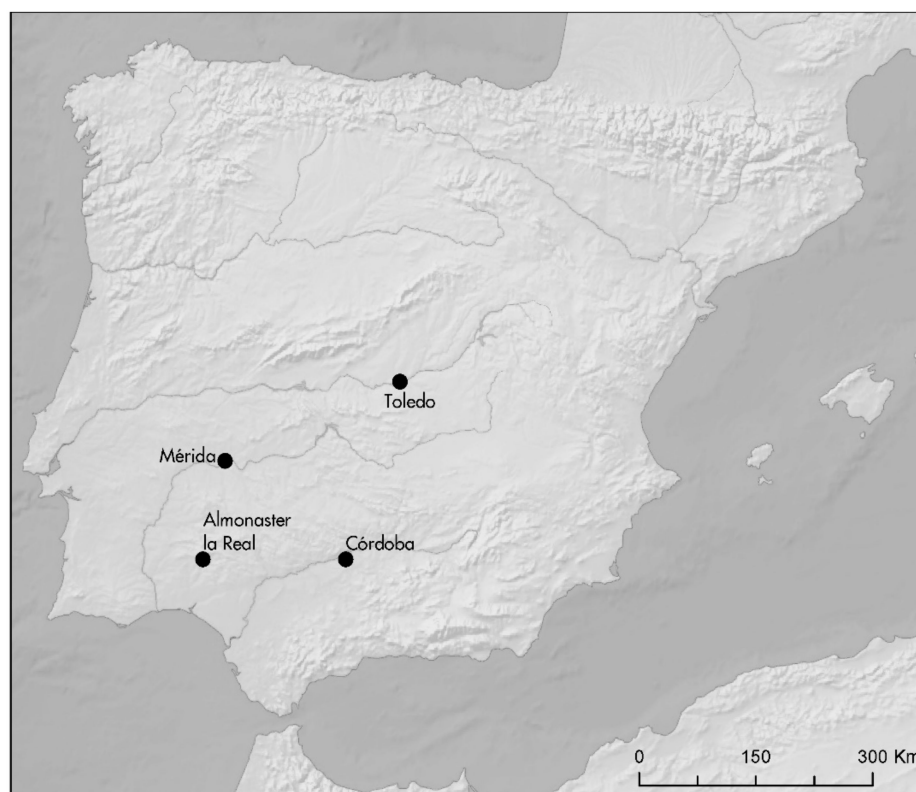 Toledo
Mérida
Almonaster
la Real
Córdoba
0 150 300 Km